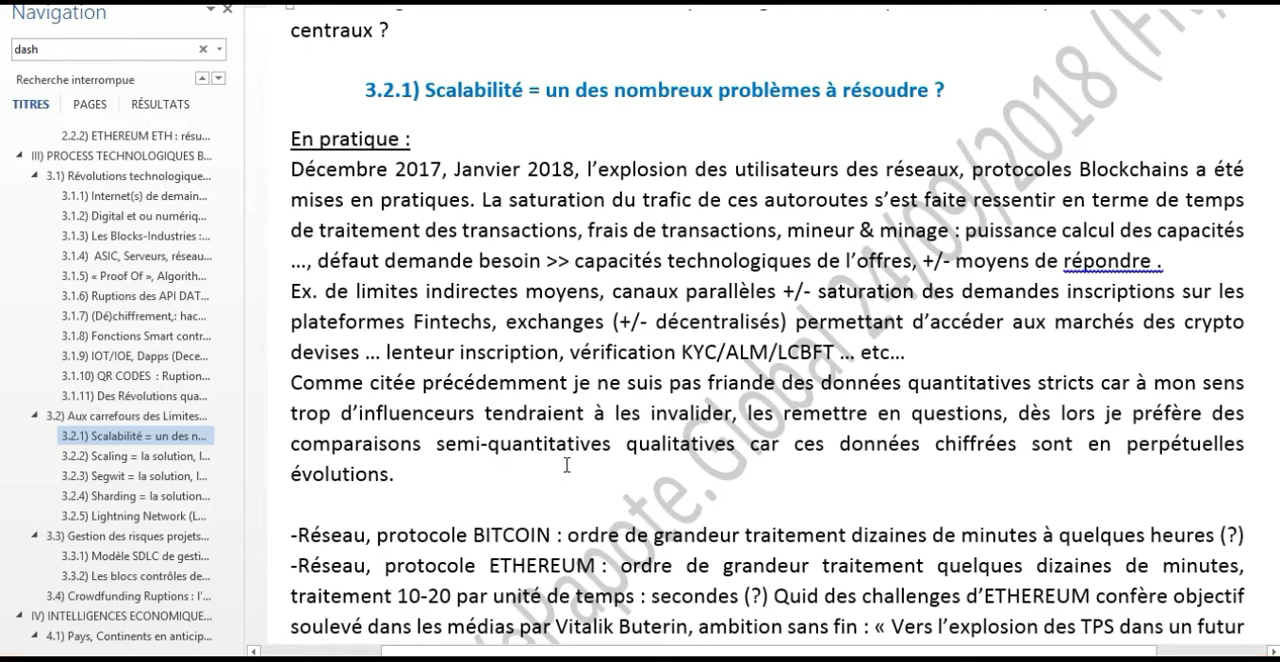 Navigation
dash
Recherche interrompue
TITRES PAGES RÉSULTATS
2.2.2) ETHEREUM ETH : résu...
III) PROCESS TECHNOLOGIQUES B...
3.1) Révolutions technologique...
3.1.1) Internet(s) de demain...
3.1.2) Digital et ou numériq...
3.1.3) Les Blocks-Industries :...
3.1.4) ASIC, Serveurs, réseau...
3.1.5) « Proof Of », Algorith...
3.1.6) Ruptions des API DAT...
3.1.7) (Dé)chiffrement,: hac...
3.1.8) Fonctions Smart contr...
3.1.9) IOT/IOE, Dapps (Dece...
3.1.10) QR CODES : Ruption...
3.1.11) Des Révolutions qua...
3.2) Aux carrefours des Limites...
3.2.1) Scalabilité = un des n...
3.2.2) Scaling = la solution, l...
3.2.3) Segwit = la solution, l...
3.2.4) Sharding = la solution...
3.2.5) Lightning Network (L...
3.3) Gestion des risques projets...
3.3.1) Modèle SDLC de gesti...
3.3.2) Les blocs contrôles de...
3.4) Crowdfunding Ruptions : l'...
IV) INTELLIGENCES ECONOMIQUE...
4.1) Pays, Continents en anticip...
centraux ?
3.2.1) Scalabilité = un des nombreux problèmes à résoudre ?
En pratique :
Décembre 2017, Janvier 2018, l'explosion des utilisateurs des réseaux, protocoles Blockchains a été
mises en pratiques. La saturation du trafic de ces autoroutes s'est faite ressentir en terme de temps
de traitement des transactions, frais de transactions, mineur & minage : puissance calcul des capacités
..., défaut demande besoin >> capacités technologiques de l'offres, +/- moyens de répondre .
Ex. de limites indirectes moyens, canaux parallèles +/- saturation des demandes inscriptions sur les
plateformes Fintechs, exchanges (+/- décentralisés) permettant d'accéder aux marchés des crypto
devises ... lenteur inscription, vérification KYC/ALM/LCBFT ... etc...
Comme citée précédemment je ne suis pas friande des données quantitatives stricts car à mon sens
trop d'influenceurs tendraient à les invalider, les remettre en questions, dès lors je préfère des
comparaisons semi-quantitatives qualitatives car ces données chiffrées sont en perpétuelles
évolutions.
-Réseau, protocole BITCOIN : ordre de grandeur traitement dizaines de minutes à quelques heures (?)
-Réseau, protocole ETHEREUM : ordre de grandeur traitement quelques dizaines de minutes,
traitement 10-20 par unité de temps : secondes (?) Quid des challenges d'ETHEREUM confère objectif
soulevé dans les médias par Vitalik Buterin, ambition sans fin : « Vers l'explosion des TPS dans un futur
Papote.Global 24/09/2018